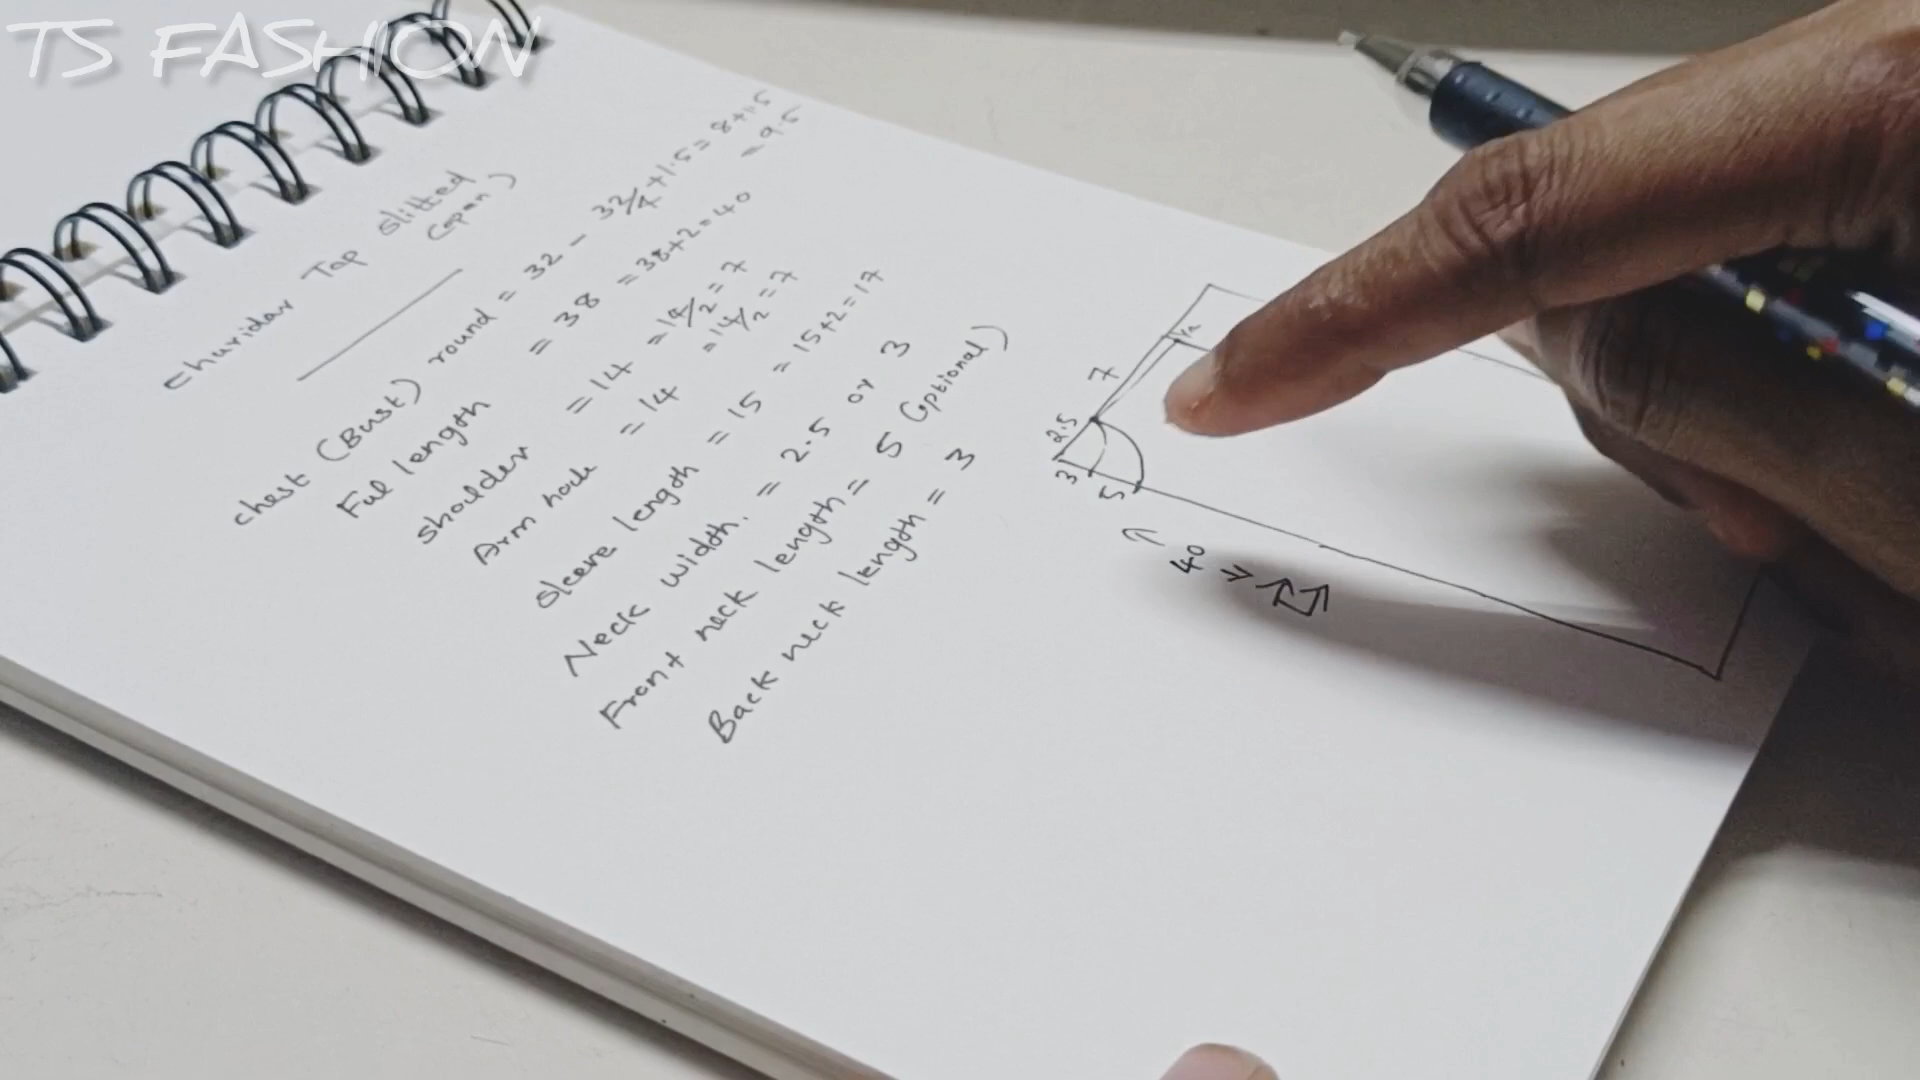 TS FASHION
Churidar Top slitted
(open)
chest (Bust) round = 32 - 32/4 + 1.5 = 8+1.5
= 9.5
Ful length = 38 = 38+2=40
shoulder = 14 = 14/2 = 7
Arm hole = 14 = 14/2 = 7
sleeve length = 15 = 15+2=17
Neck width. = 2.5 or 3
Front neck length = 5 (optional)
Back neck length = 3
7
2.5
3
5
40